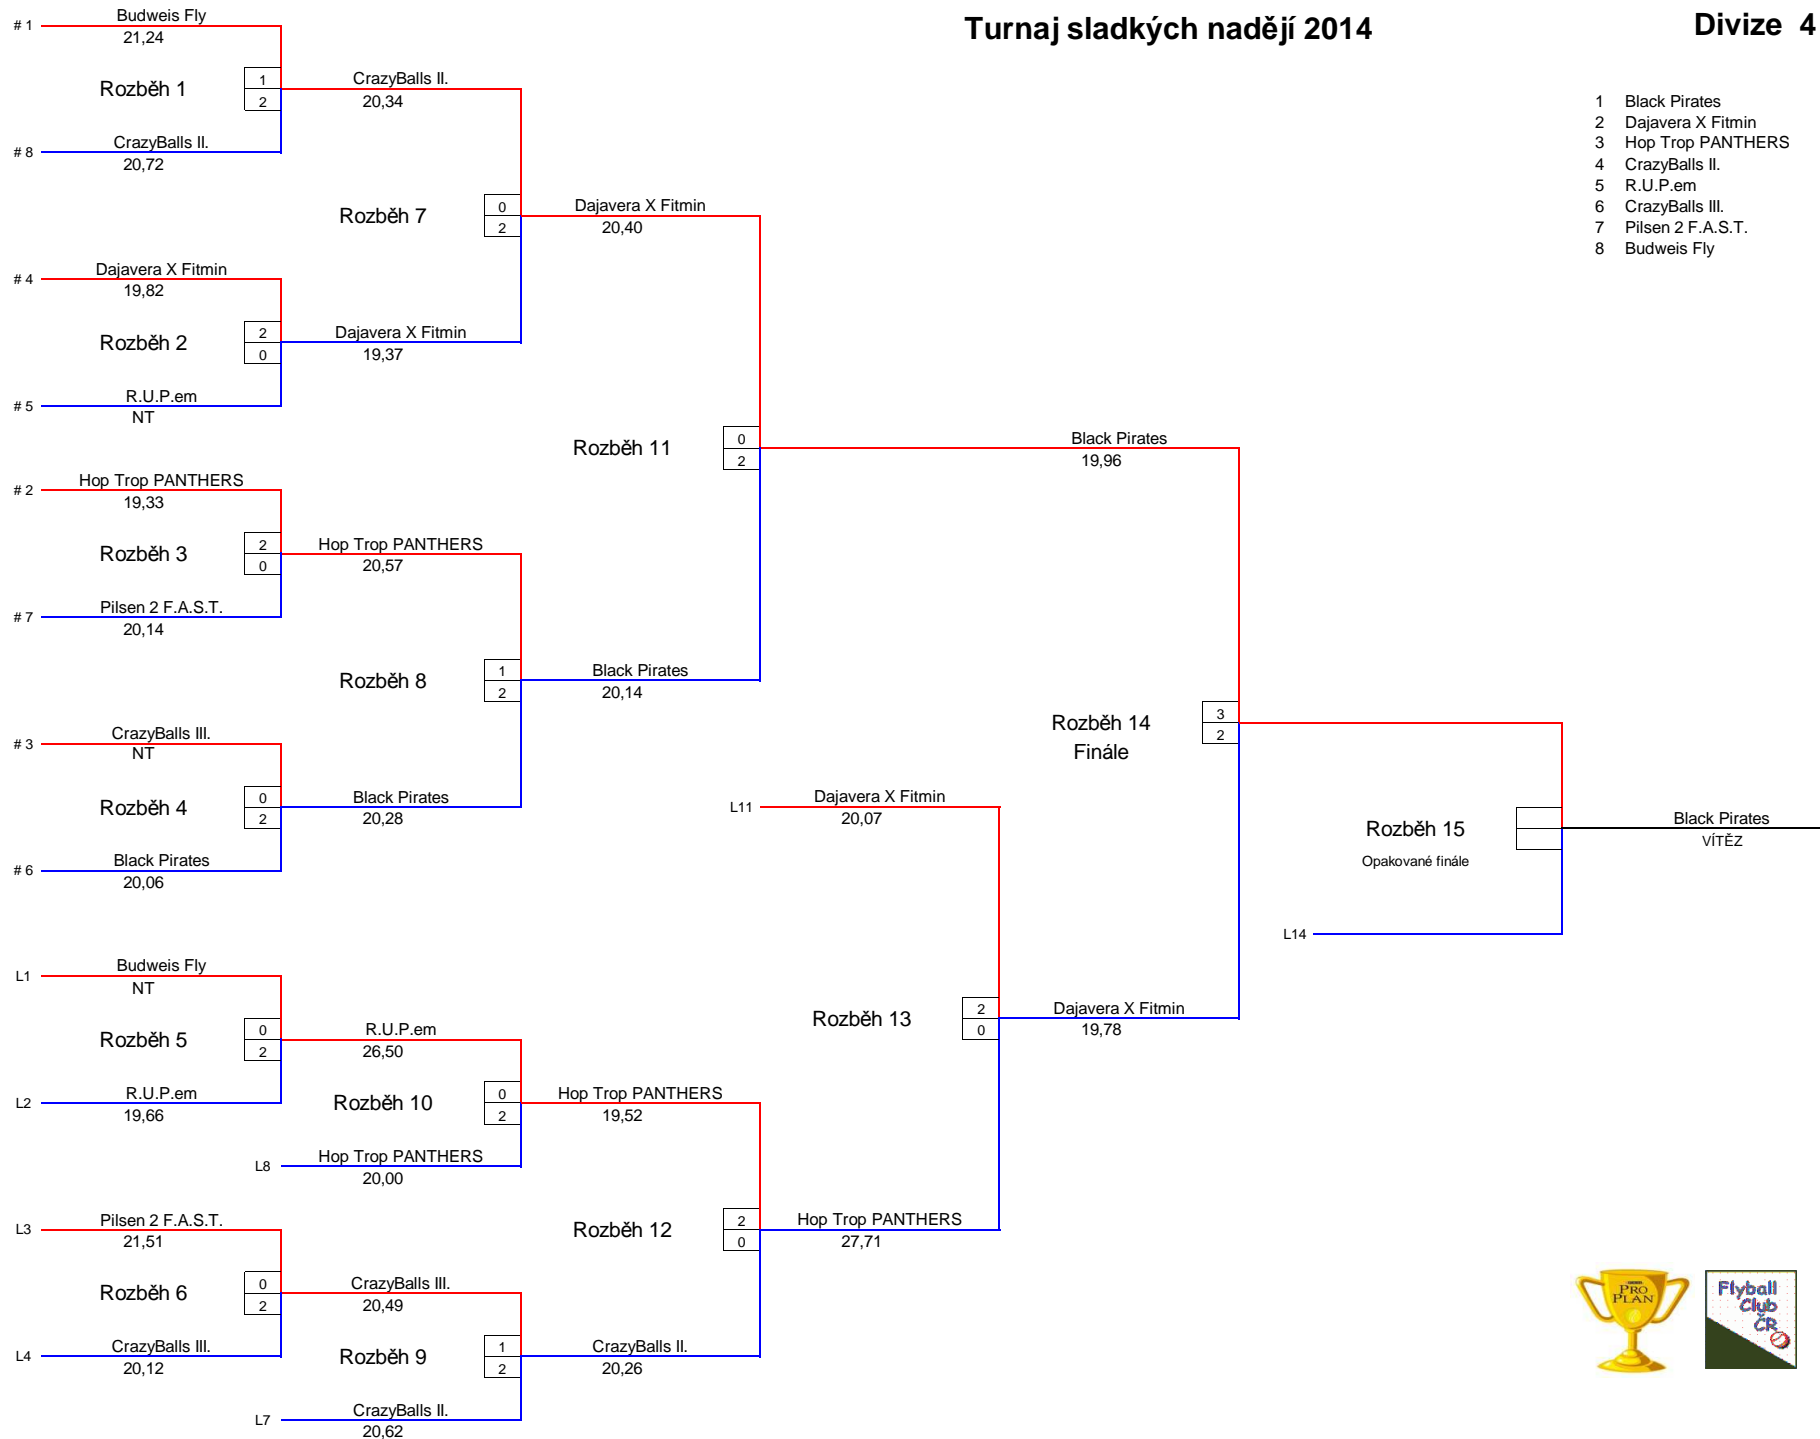 Turnaj sladkých nadějí 2014
Divize 4
1 Black Pirates
2 Dajavera X Fitmin
3 Hop Trop PANTHERS
4 CrazyBalls II.
5 R.U.P.em
6 CrazyBalls III.
7 Pilsen 2 F.A.S.T.
8 Budweis Fly
# 1 Budweis Fly
21,24
Rozběh 1
1
2
# 8 CrazyBalls II.
20,72
CrazyBalls II.
20,34
Rozběh 7
0
2
Dajavera X Fitmin
20,40
# 4 Dajavera X Fitmin
19,82
Rozběh 2
2
0
Dajavera X Fitmin
19,37
# 5 R.U.P.em
NT
Rozběh 11
0
2
Black Pirates
19,96
# 2 Hop Trop PANTHERS
19,33
Rozběh 3
2
0
Hop Trop PANTHERS
20,57
# 7 Pilsen 2 F.A.S.T.
20,14
Rozběh 8
1
2
Black Pirates
20,14
# 3 CrazyBalls III.
NT
Rozběh 4
0
2
Black Pirates
20,28
# 6 Black Pirates
20,06
Rozběh 14
Finále
3
2
L11 Dajavera X Fitmin
20,07
Rozběh 15
Opakované finále
Black Pirates
VÍTĚZ
L14
L1 Budweis Fly
NT
Rozběh 5
0
2
R.U.P.em
26,50
L2 R.U.P.em
19,66
Rozběh 10
0
2
Hop Trop PANTHERS
19,52
L8 Hop Trop PANTHERS
20,00
Rozběh 13
2
0
Dajavera X Fitmin
19,78
L3 Pilsen 2 F.A.S.T.
21,51
Rozběh 6
0
2
CrazyBalls III.
20,49
L4 CrazyBalls III.
20,12
Rozběh 12
2
0
Hop Trop PANTHERS
27,71
Rozběh 9
1
2
CrazyBalls II.
20,26
L7 CrazyBalls II.
20,62
PRO
PLAN
Flyball
Club
ČR